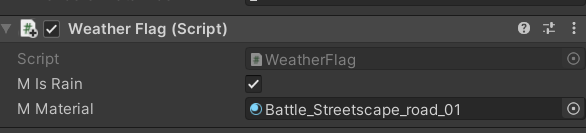 Weather Flag (Script)
Script WeatherFlag
M Is Rain
M Material Battle_Streetscape_road_01